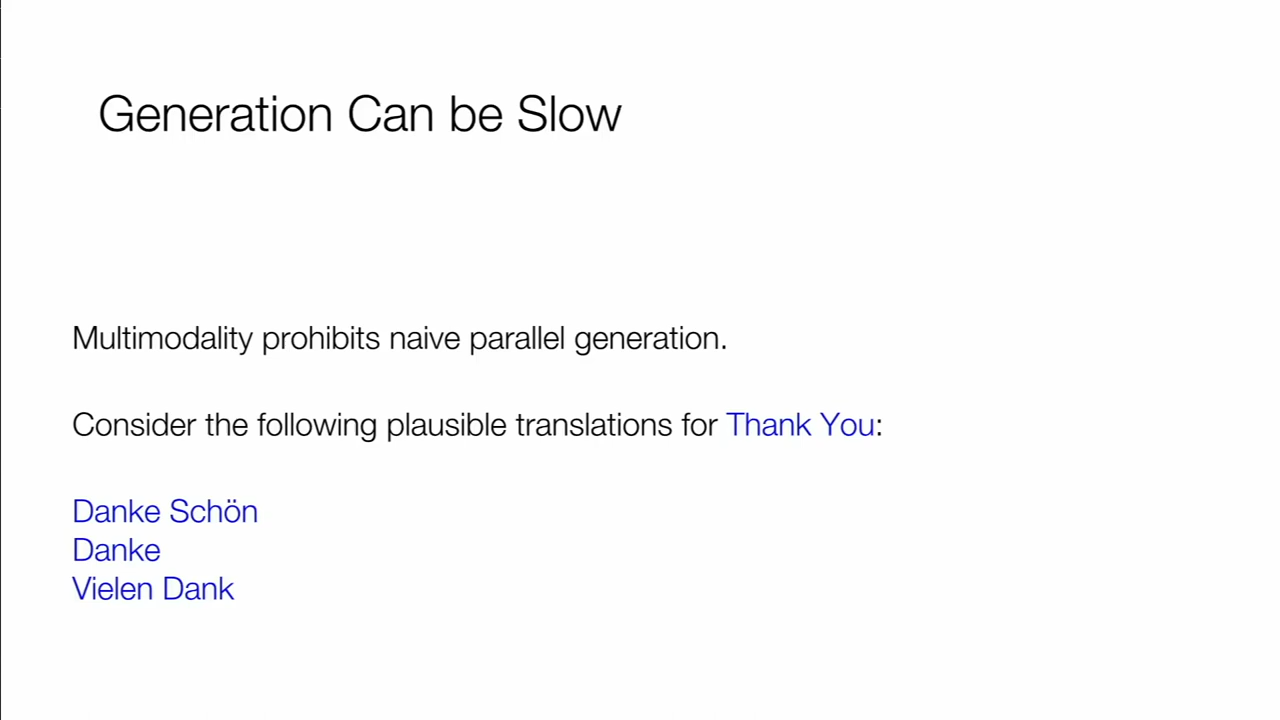 Generation Can be Slow
Multimodality prohibits naive parallel generation.
Consider the following plausible translations for Thank You:
Danke Schön
Danke
Vielen Dank